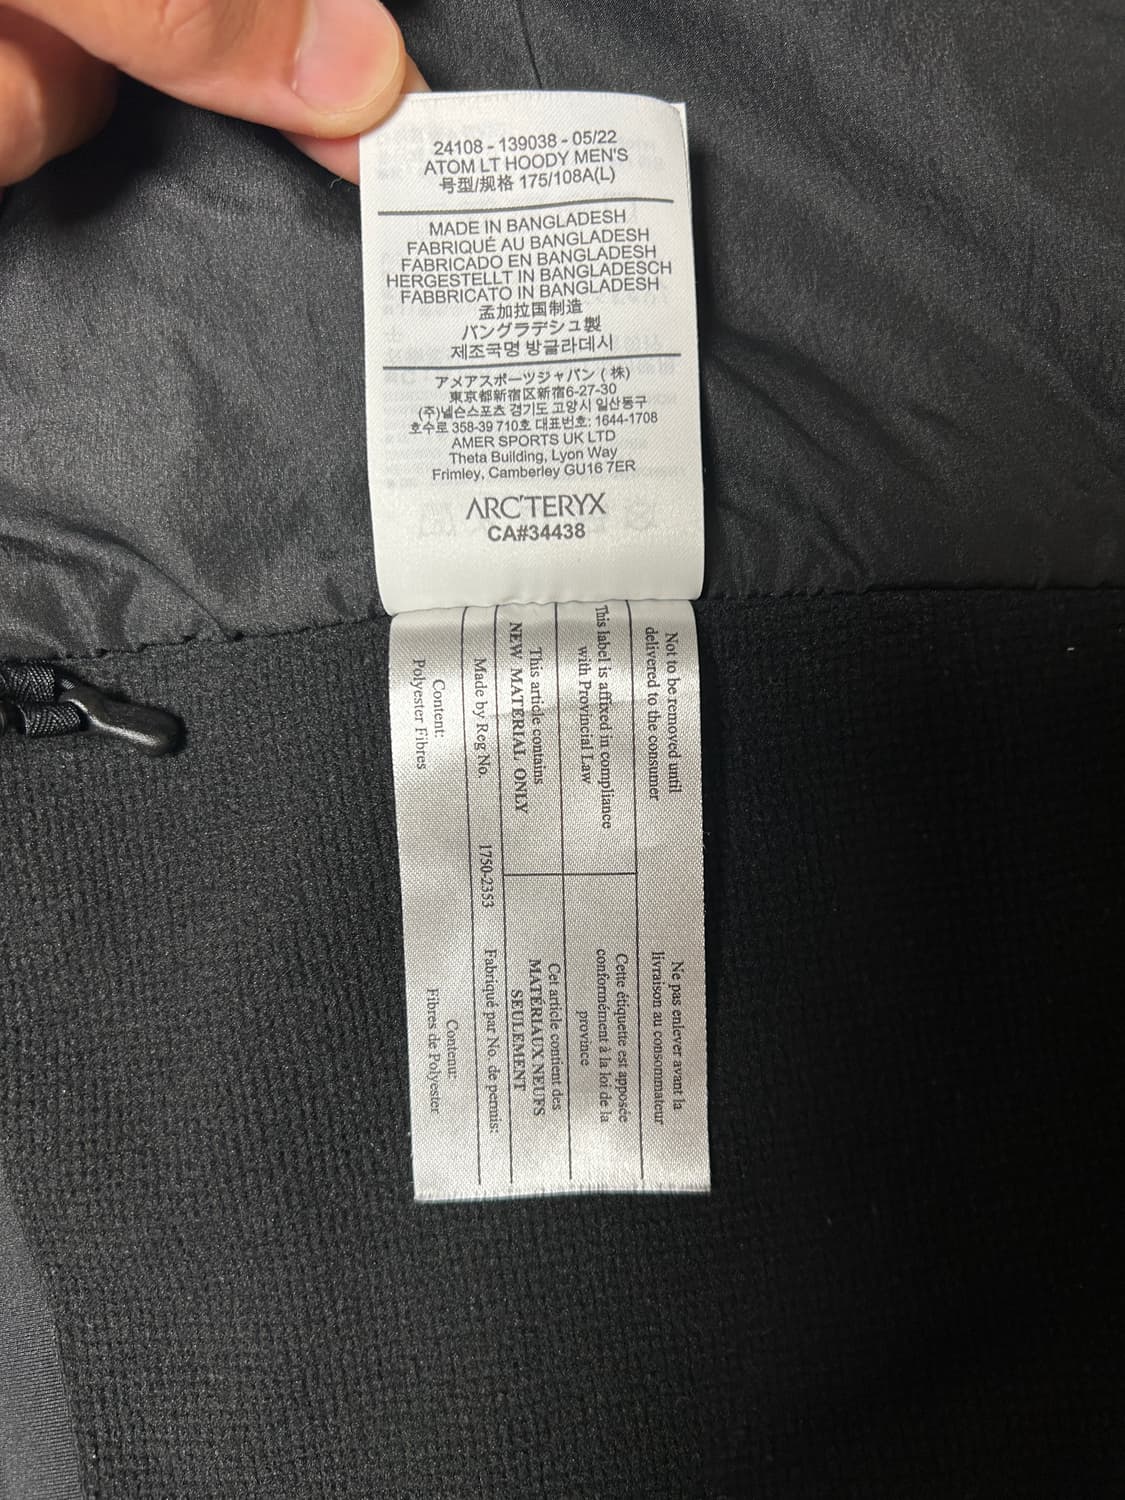 24108 - 139038 - 05/22
ATOM LT HOODY MEN'S
号型/规格 175/108A(L)
MADE IN BANGLADESH
FABRIQUÉ AU BANGLADESH
FABRICADO EN BANGLADESH
HERGESTELLT IN BANGLADESCH
FABBRICATO IN BANGLADESH
孟加拉国制造
バングラデシュ製
제조국명 방글라데시
アメアスポーツジャパン (株)
東京都新宿区新宿6-27-30
(주)넬슨스포츠 경기도 고양시 일산동구
호수로 358-39 710호 대표번호: 1644-1708
AMER SPORTS UK LTD
Theta Building, Lyon Way
Frimley, Camberley GU16 7ER
ARC'TERYX
CA#34438
Not to be removed until
delivered to the consumer
Ne pas enlever avant la
livraison au consommateur
This label is affixed in compliance
with Provincial Law
Cette étiquette est apposée
conformément à la loi de la
province
This article contains
NEW MATERIAL ONLY
Cet article contient des
MATÉRIAUX NEUFS
SEULEMENT
Made by Reg No. 1750-2353 Fabriqué par No. de permis:
Content:
Polyester Fibres
Contenu:
Fibres de Polyester